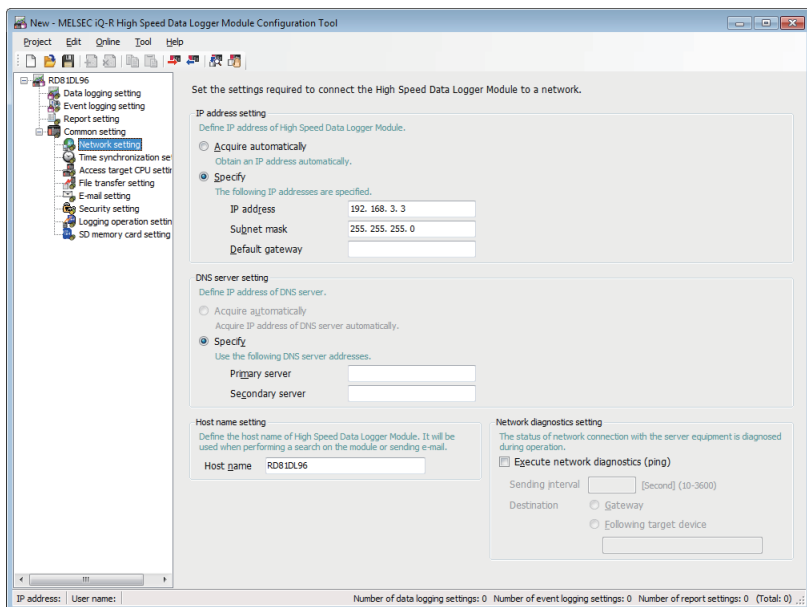 New - MELSEC iQ-R High Speed Data Logger Module Configuration Tool
Project Edit Online Tool Help
RD81DL96
Data logging setting
Event logging setting
Report setting
Common setting
Network setting
Time synchronization se
Access target CPU settin
File transfer setting
E-mail setting
Security setting
Logging operation settin
SD memory card setting
Set the settings required to connect the High Speed Data Logger Module to a network.
IP address setting
Define IP address of High Speed Data Logger Module.
Acquire automatically
Obtain an IP address automatically.
Specify
The following IP addresses are specified.
IP address 192. 168. 3. 3
Subnet mask 255. 255. 255. 0
Default gateway
DNS server setting
Define IP address of DNS server.
Acquire automatically
Acquire IP address of DNS server automatically.
Specify
Use the following DNS server addresses.
Primary server
Secondary server
Host name setting
Define the host name of High Speed Data Logger Module. It will be
used when performing a search on the module or sending e-mail.
Host name RD81DL96
Network diagnostics setting
The status of network connection with the server equipment is diagnosed
during operation.
Execute network diagnostics (ping)
Sending interval [Second] (10-3600)
Destination Gateway
Following target device
IP address: User name: Number of data logging settings: 0 Number of event logging settings: 0 Number of report settings: 0 (Total: 0)